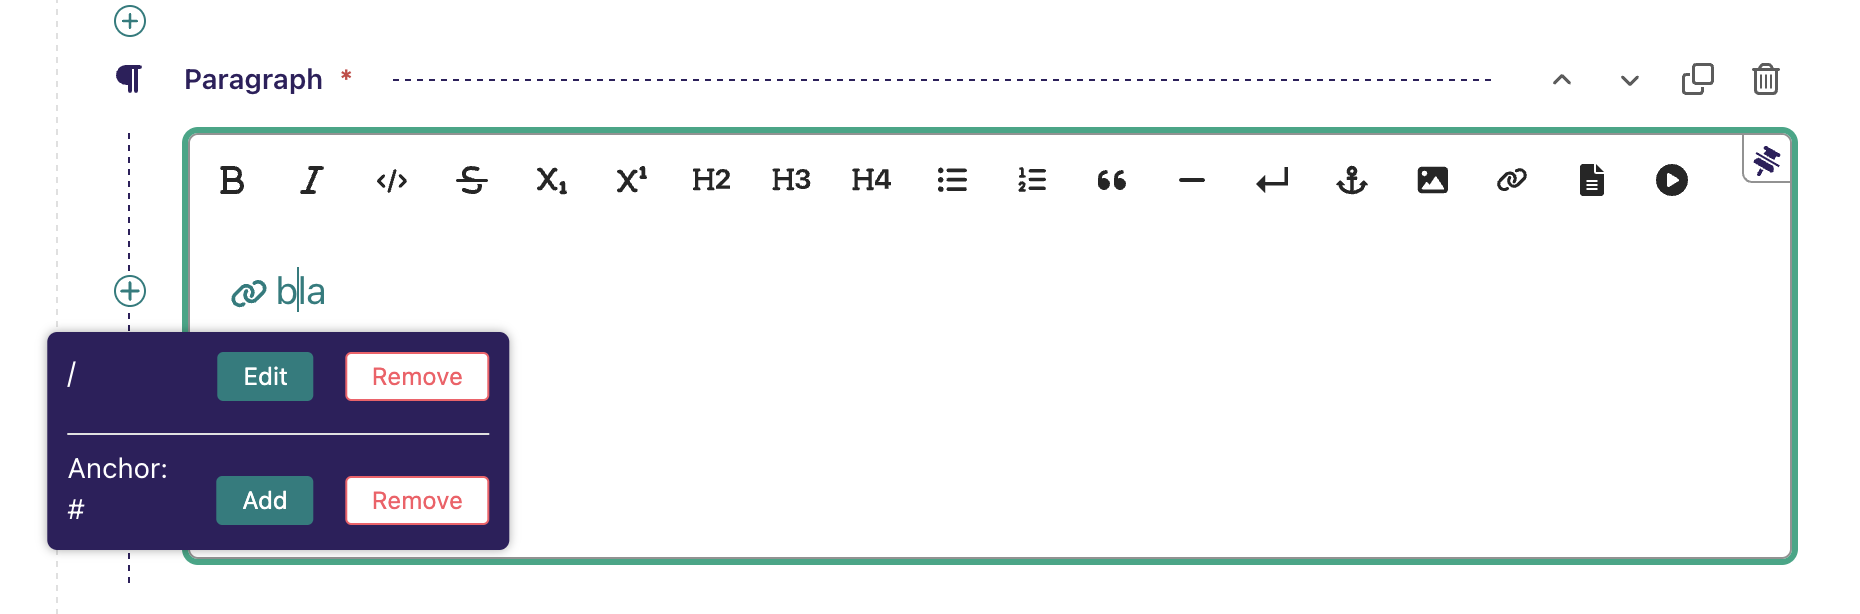 Paragraph *
B I </> S X₁ X¹ H2 H3 H4
bla
/ Edit Remove
Anchor:
# Add Remove